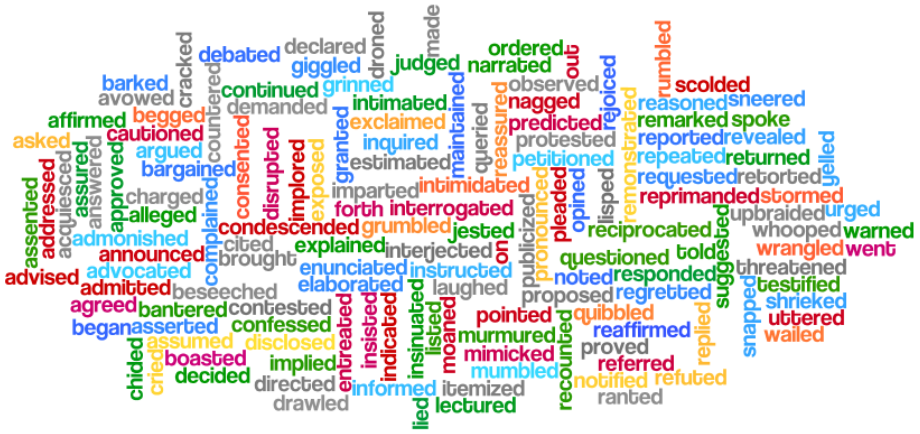 made
debated
declared
droned
cracked
giggled
judged
ordered
narrated
out
rumbled
barked
continued
grinned
observed
scolded
avowed
countered
demanded
intimated
maintained
reassured
nagged
rejoiced
reasoned
sneered
affirmed
begged
exclaimed
queried
predicted
remonstrated
remarked
spoke
asked
cautioned
consented
disrupted
implored
exposed
granted
inquired
protested
reported
revealed
argued
estimated
petitioned
repeated
returned
yelled
bargained
imparted
intimidated
lisped
requested
retorted
assented
addressed
acquiesced
answered
assured
approved
charged
forth
interrogated
pronounced
pleaded
opined
reprimanded
stormed
alleged
complained
condescended
grumbled
jested
publicized
reciprocated
upbraided
urged
admonished
cited
explained
interjected
on
questioned
told
suggested
whooped
warned
announced
brought
wrangled
went
advised
advocated
enunciated
instructed
noted
responded
threatened
admitted
elaborated
laughed
regretted
testified
beseeched
proposed
shrieked
agreed
bantered
contested
pointed
quibbled
snapped
uttered
began
asserted
confessed
entreated
insisted
indicated
insinuated
listed
moaned
murmured
recounted
reaffirmed
replied
wailed
chided
cried
assumed
disclosed
mimicked
proved
boasted
implied
mumbled
referred
decided
notified
refuted
directed
informed
itemized
ranted
drawled
lied
lectured